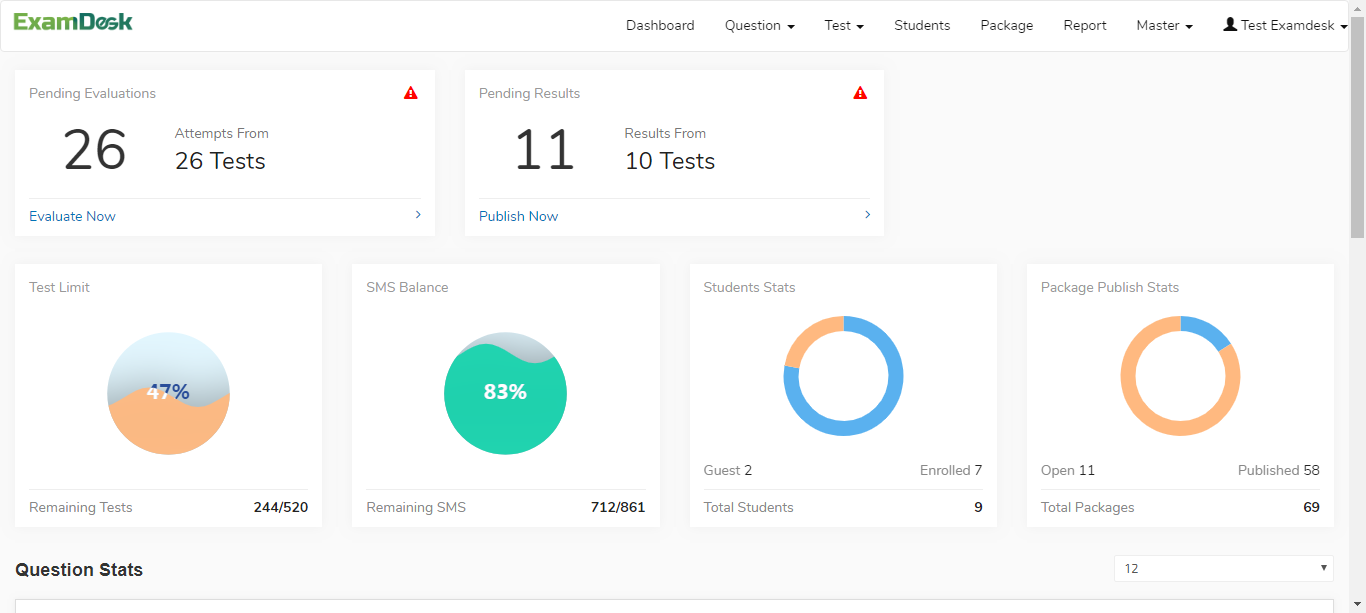 ExamDesk
Dashboard Question Test Students Package Report Master Test Examdesk
Pending Evaluations
26
Attempts From
26 Tests
Evaluate Now
Pending Results
11
Results From
10 Tests
Publish Now
Test Limit
47%
Remaining Tests 244/520
SMS Balance
83%
Remaining SMS 712/861
Students Stats
Guest 2 Enrolled 7
Total Students 9
Package Publish Stats
Open 11 Published 58
Total Packages 69
Question Stats
12